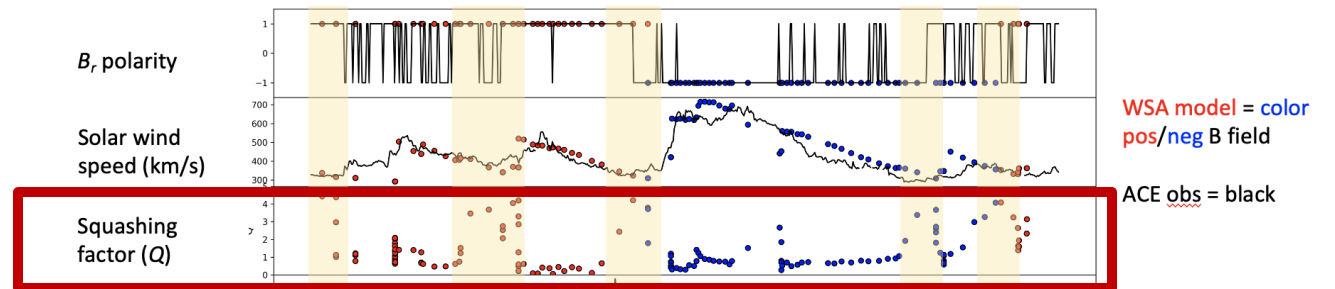 1
0
−1
Br polarity
700
600
500
400
300
Solar wind
speed (km/s)
WSA model = color
pos/neg B field
ACE obs = black
4
3
2
1
0
Squashing
factor (Q)